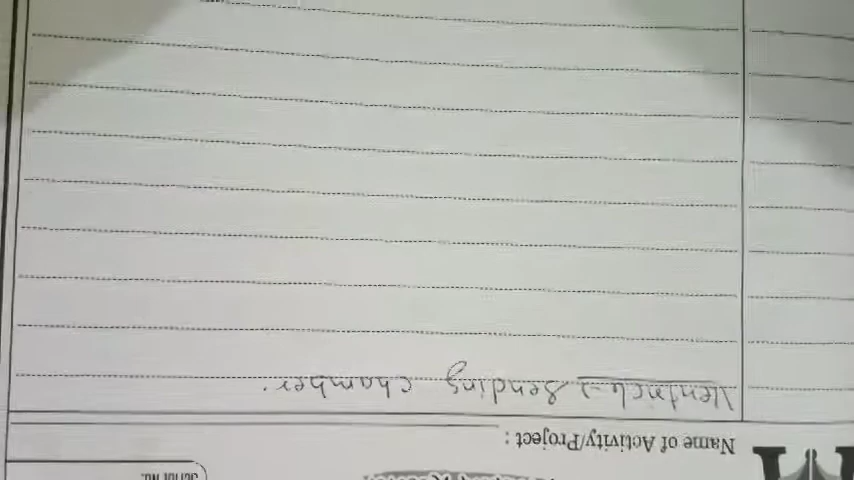 Serial No.
Name of Activity/Project :
Ventricle → Sending chamber.